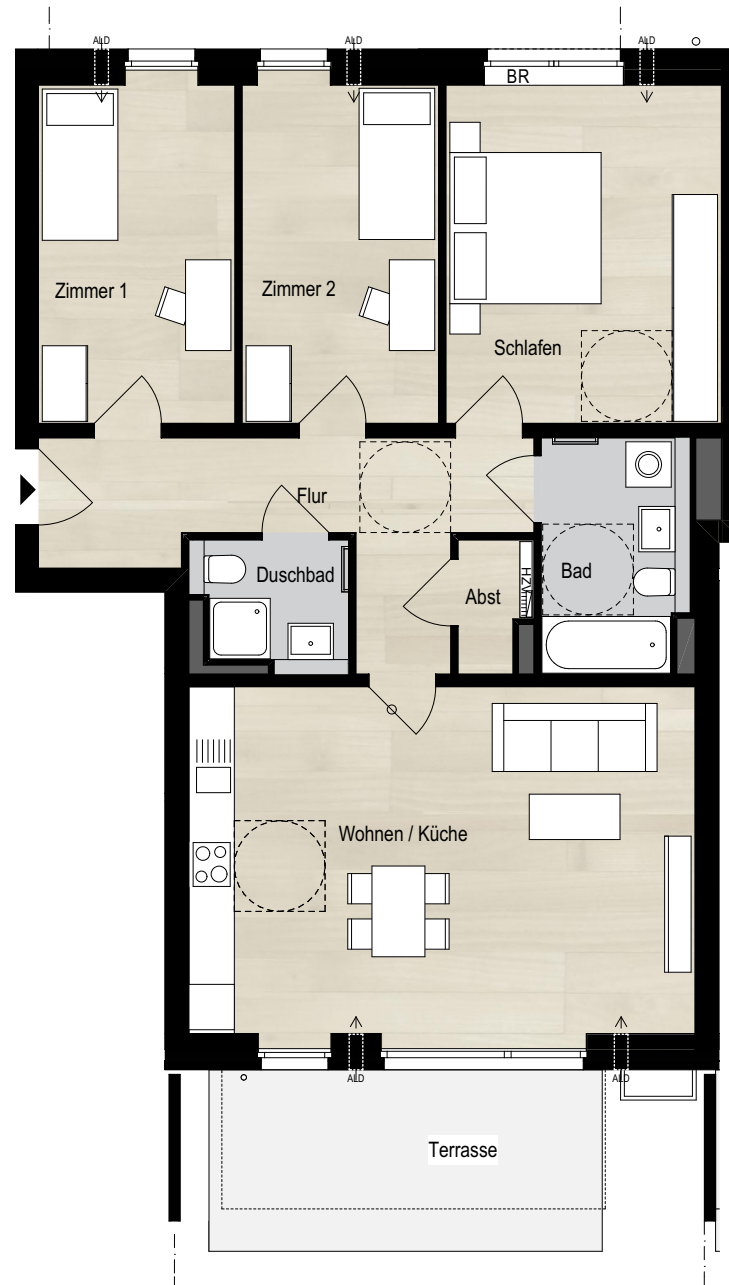 ALD
ALD
ALD
BR
Zimmer 1
Zimmer 2
Schlafen
Flur
Duschbad
Abst
HZV
Bad
Wohnen / Küche
ALD
ALD
Terrasse